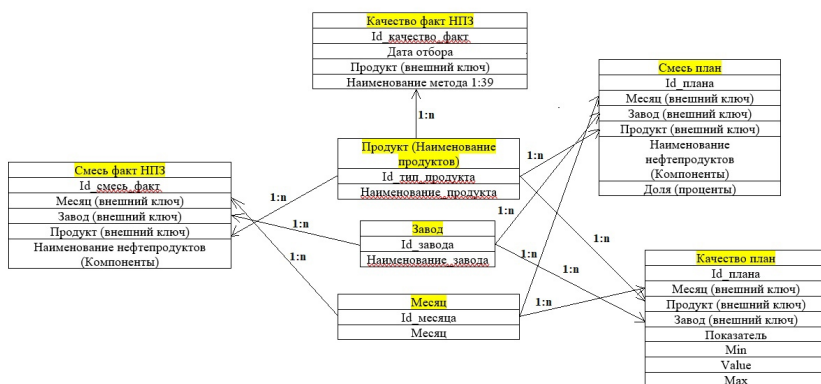 Качество факт НПЗ
Id_качество_факт
Дата отбора
Продукт (внешний ключ)
Наименование метода 1:39
1:n
Продукт (Наименование
продуктов)
Id_тип_продукта
Наименование_продукта
Завод
Id_завода
Наименование_завода
Месяц
Id_месяца
Месяц
Смесь факт НПЗ
Id_смесь_факт
Месяц (внешний ключ)
Завод (внешний ключ)
Продукт (внешний ключ)
Наименование нефтепродуктов
(Компоненты)
1:n
1:n
1:n
Смесь план
Id_плана
Месяц (внешний ключ)
Завод (внешний ключ)
Продукт (внешний ключ)
Наименование
нефтепродуктов
(Компоненты)
Доля (проценты)
1:n
1:n
1:n
1:n
1:n
1:n
Качество план
Id_плана
Месяц (внешний ключ)
Продукт (внешний ключ)
Завод (внешний ключ)
Показатель
Min
Value
Max